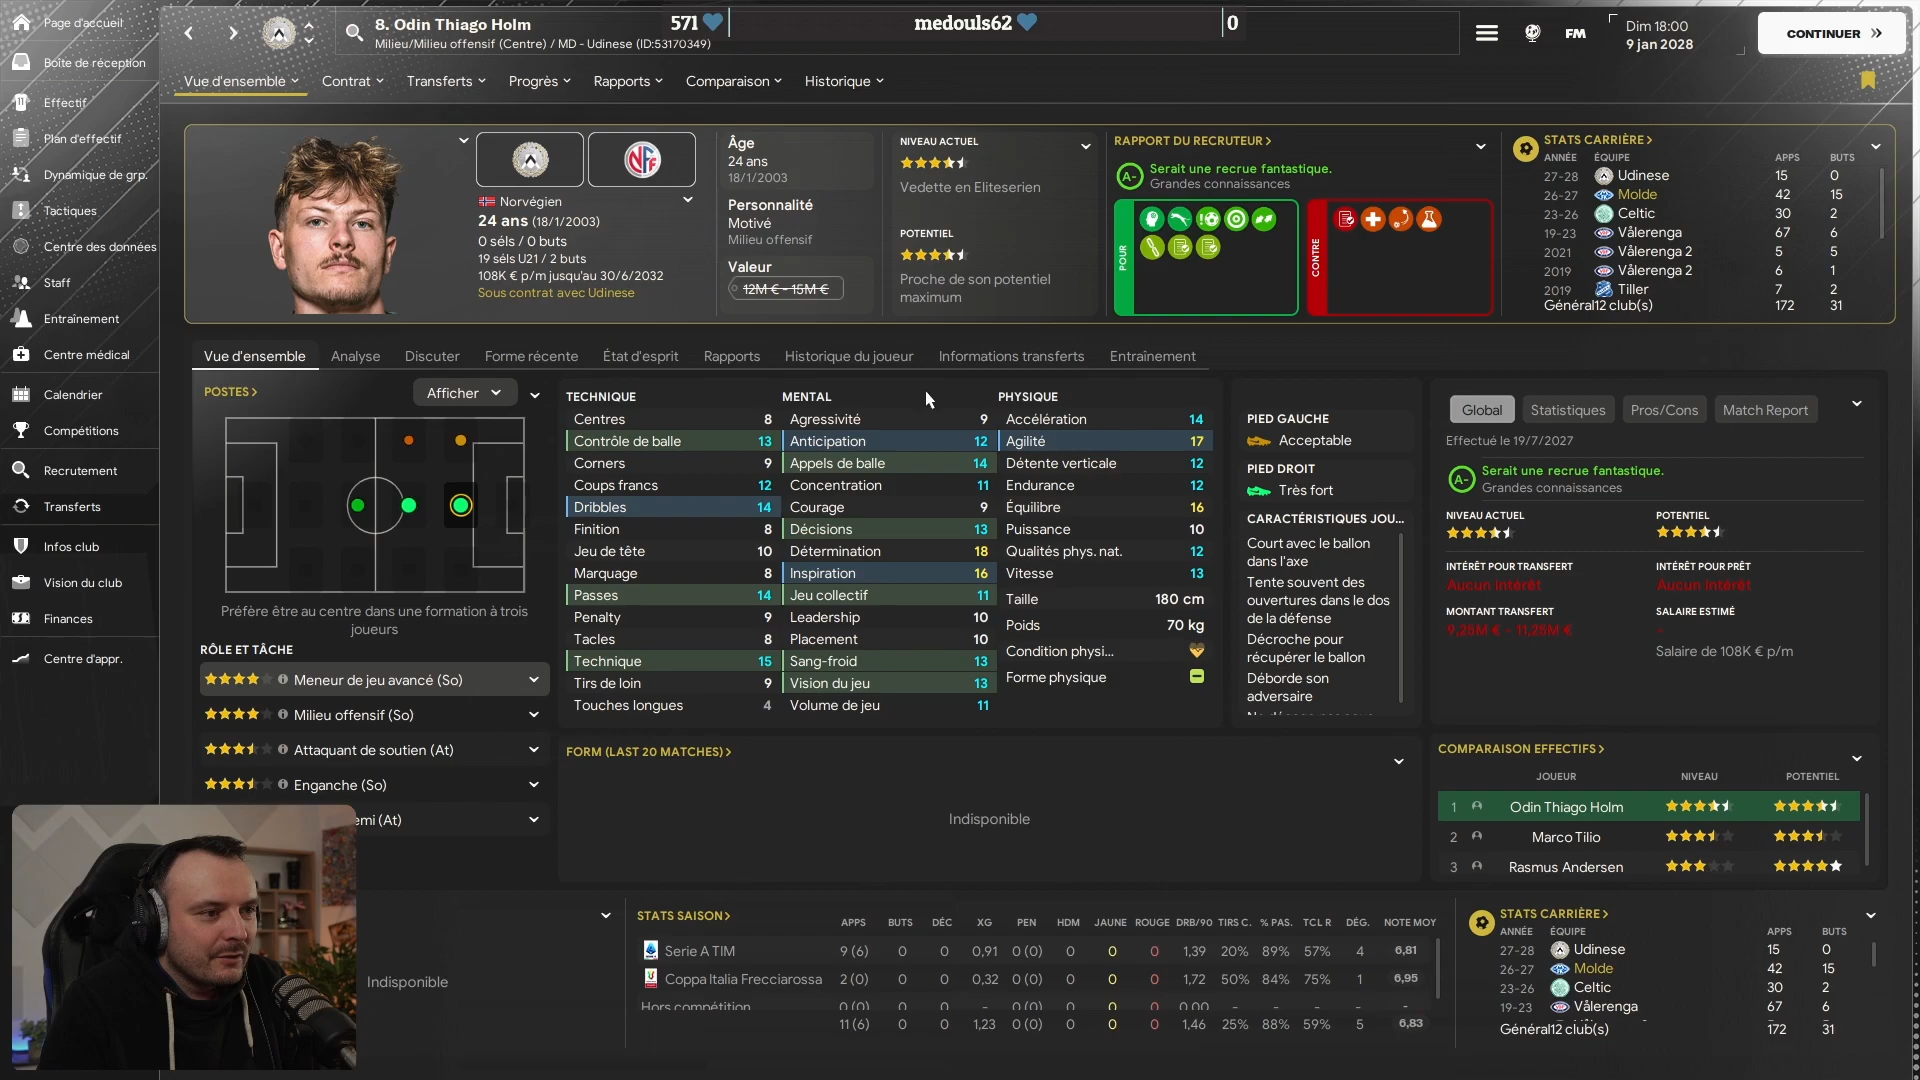 Page d'accueil
Boîte de réception
Effectif
Plan d'effectif
Dynamique de grp.
Tactiques
Centre des données
Staff
Entraînement
Centre médical
Calendrier
Compétitions
Recrutement
Transferts
Infos club
Vision du club
Finances
Centre d'appr.
8. Odin Thiago Holm
Milieu/Milieu offensif (Centre) / MD - Udinese (ID:53170349)
571
medouls62
0
FM
Dim 18:00
9 jan 2028
CONTINUER
Vue d'ensemble
Contrat
Transferts
Progrès
Rapports
Comparaison
Historique
NFF
Norvégien
24 ans (18/1/2003)
0 séls / 0 buts
19 séls U21 / 2 buts
108K € p/m jusqu'au 30/6/2032
Sous contrat avec Udinese
Âge
24 ans
18/1/2003
Personnalité
Motivé
Milieu offensif
Valeur
12M € - 15M €
NIVEAU ACTUEL
Vedette en Eliteserien
POTENTIEL
Proche de son potentiel
maximum
RAPPORT DU RECRUTEUR >
A-
Serait une recrue fantastique.
Grandes connaissances
POUR
CONTRE
STATS CARRIÈRE >
ANNÉE ÉQUIPE APPS BUTS
27-28 Udinese 15 0
26-27 Molde 42 15
23-26 Celtic 30 2
19-23 Vålerenga 67 6
2021 Vålerenga 2 5 5
2019 Vålerenga 2 6 1
2019 Tiller 7 2
Général 12 club(s) 172 31
Vue d'ensemble
Analyse
Discuter
Forme récente
État d'esprit
Rapports
Historique du joueur
Informations transferts
Entraînement
POSTES >
Afficher
Préfère être au centre dans une formation à trois
joueurs
RÔLE ET TÂCHE
Meneur de jeu avancé (So)
Milieu offensif (So)
Attaquant de soutien (At)
Enganche (So)
emi (At)
TECHNIQUE
Centres 8
Contrôle de balle 13
Corners 9
Coups francs 12
Dribbles 14
Finition 8
Jeu de tête 10
Marquage 8
Passes 14
Penalty 9
Tacles 8
Technique 15
Tirs de loin 9
Touches longues 4
MENTAL
Agressivité 9
Anticipation 12
Appels de balle 14
Concentration 11
Courage 9
Décisions 13
Détermination 18
Inspiration 16
Jeu collectif 11
Leadership 10
Placement 10
Sang-froid 13
Vision du jeu 13
Volume de jeu 11
PHYSIQUE
Accélération 14
Agilité 17
Détente verticale 12
Endurance 12
Équilibre 16
Puissance 10
Qualités phys. nat. 12
Vitesse 13
Taille 180 cm
Poids 70 kg
Condition physi...
Forme physique
PIED GAUCHE
Acceptable
PIED DROIT
Très fort
CARACTÉRISTIQUES JOU...
Court avec le ballon
dans l'axe
Tente souvent des
ouvertures dans le dos
de la défense
Décroche pour
récupérer le ballon
Déborde son
adversaire
Global
Statistiques
Pros/Cons
Match Report
Effectué le 19/7/2027
A-
Serait une recrue fantastique.
Grandes connaissances
NIVEAU ACTUEL
POTENTIEL
INTÉRÊT POUR TRANSFERT
Aucun intérêt
INTÉRÊT POUR PRÊT
Aucun intérêt
MONTANT TRANSFERT
9,25M € - 11,25M €
SALAIRE ESTIMÉ
-
Salaire de 108K € p/m
FORM (LAST 20 MATCHES) >
Indisponible
COMPARAISON EFFECTIFS >
JOUEUR NIVEAU POTENTIEL
1 Odin Thiago Holm
2 Marco Tilio
3 Rasmus Andersen
Indisponible
STATS SAISON >
APPS BUTS DÉC XG PEN HDM JAUNE ROUGE DRB/90 TIRS C. % PAS. TCL R DÉG. NOTE MOY
Serie A TIM 9 (6) 0 0 0,91 0 (0) 0 0 0 1,39 20% 89% 57% 4 6,81
Coppa Italia Frecciarossa 2 (0) 0 0 0,32 0 (0) 0 0 0 1,72 50% 84% 75% 1 6,95
Hors compétition 0 (0) 0 0 - 0 (0) 0 0 0 0,00 - - - - -
11 (6) 0 0 1,23 0 (0) 0 0 0 1,46 25% 88% 59% 5 6,83
STATS CARRIÈRE >
ANNÉE ÉQUIPE APPS BUTS
27-28 Udinese 15 0
26-27 Molde 42 15
23-26 Celtic 30 2
19-23 Vålerenga 67 6
Général 12 club(s) 172 31